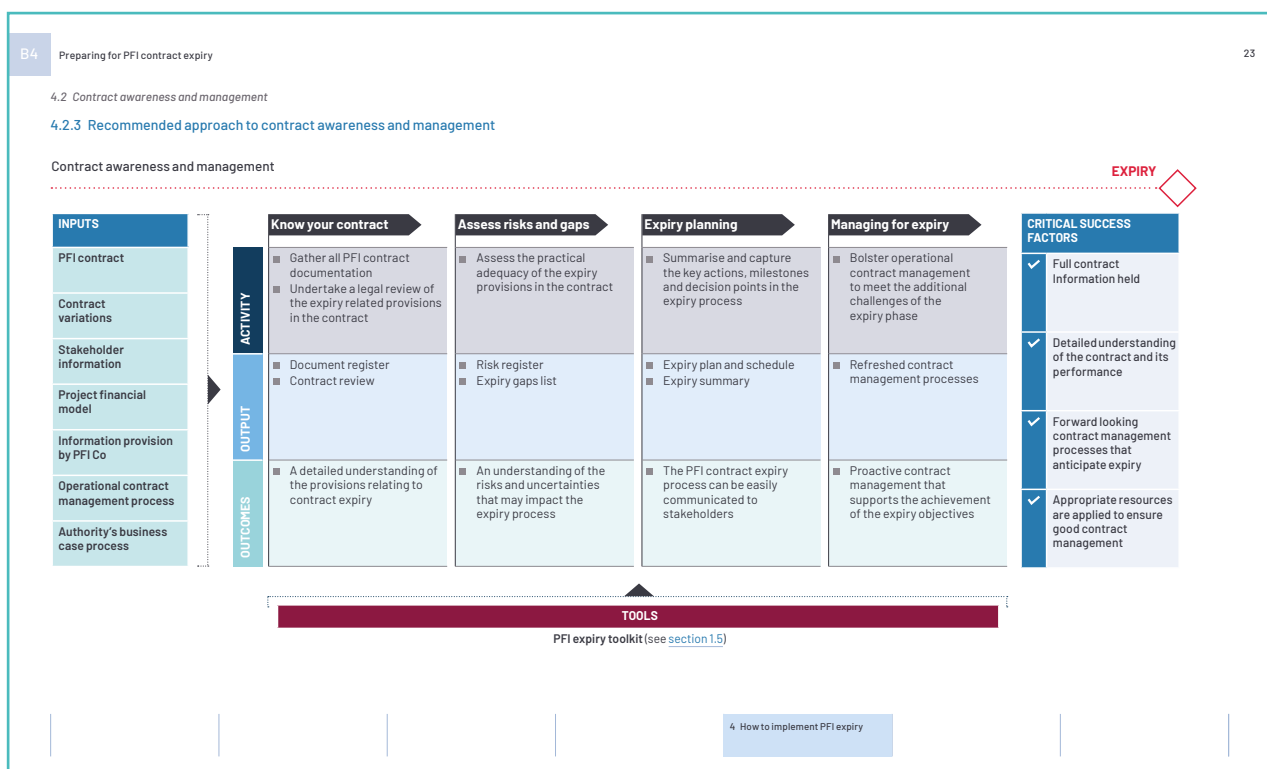 B4
Preparing for PFI contract expiry
23
4.2 Contract awareness and management
4.2.3 Recommended approach to contract awareness and management
Contract awareness and management
EXPIRY
INPUTS
PFI contract
Contract
variations
Stakeholder
information
Project financial
model
Information provision
by PFI Co
Operational contract
management process
Authority's business
case process
Know your contract
Assess risks and gaps
Expiry planning
Managing for expiry
ACTIVITY
Gather all PFI contract
documentation
Undertake a legal review of
the expiry related provisions
in the contract
Assess the practical
adequacy of the expiry
provisions in the contract
Summarise and capture
the key actions, milestones
and decision points in the
expiry process
Bolster operational
contract management
to meet the additional
challenges of the
expiry phase
OUTPUT
Document register
Contract review
Risk register
Expiry gaps list
Expiry plan and schedule
Expiry summary
Refreshed contract
management processes
OUTCOMES
A detailed understanding of
the provisions relating to
contract expiry
An understanding of the
risks and uncertainties
that may impact the
expiry process
The PFI contract expiry
process can be easily
communicated to
stakeholders
Proactive contract
management that
supports the achievement
of the expiry objectives
CRITICAL SUCCESS
FACTORS
Full contract
Information held
Detailed understanding
of the contract and its
performance
Forward looking
contract management
processes that
anticipate expiry
Appropriate resources
are applied to ensure
good contract
management
TOOLS
PFI expiry toolkit (see section 1.5)
4 How to implement PFI expiry